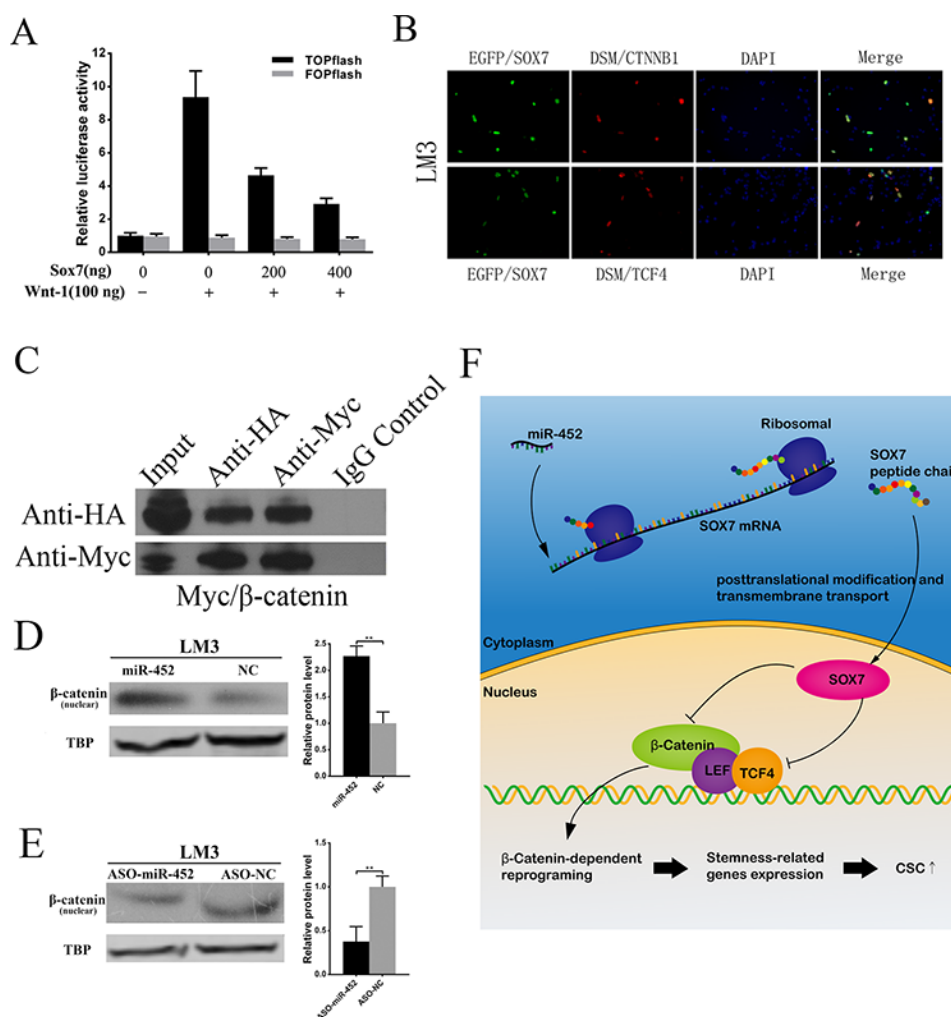 A
12
10
8
6
4
2
0
Relative luciferase activity
TOPflash
FOPflash
Sox7(ng) 0 0 200 400
Wnt-1(100 ng) − + + +
B
EGFP/SOX7 DSM/CTNNB1 DAPI Merge
LM3
EGFP/SOX7 DSM/TCF4 DAPI Merge
C
Input Anti-HA Anti-Myc IgG Control
Anti-HA
Anti-Myc
Myc/β-catenin
D
LM3
miR-452 NC
β-catenin
(nuclear)
TBP
Relative protein level
2.5
2.0
1.5
1.0
0.5
0.0
**
miR-452 NC
E
LM3
ASO-miR-452 ASO-NC
β-catenin
(nuclear)
TBP
Relative protein level
1.5
1.0
0.5
0.0
**
ASO-miR-452 ASO-NC
F
miR-452
Ribosomal
SOX7
peptide chain
SOX7 mRNA
posttranslational modification and
transmembrane transport
Cytoplasm
Nucleus
SOX7
β-Catenin
LEF TCF4
β-Catenin-dependent
reprograming
Stemness-related
genes expression
CSC ↑